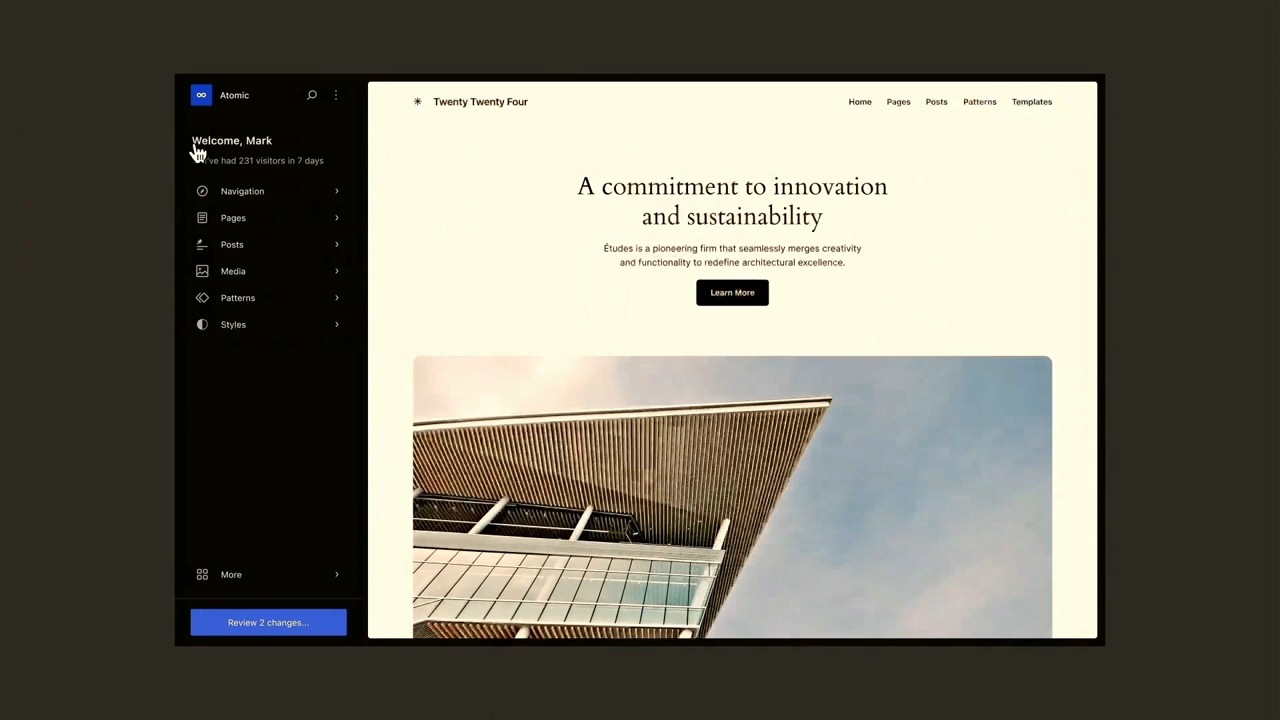 Atomic
Welcome, Mark
've had 231 visitors in 7 days
Navigation
Pages
Posts
Media
Patterns
Styles
More
Review 2 changes...
Twenty Twenty Four
Home Pages Posts Patterns Templates
A commitment to innovation
and sustainability
Études is a pioneering firm that seamlessly merges creativity
and functionality to redefine architectural excellence.
Learn More